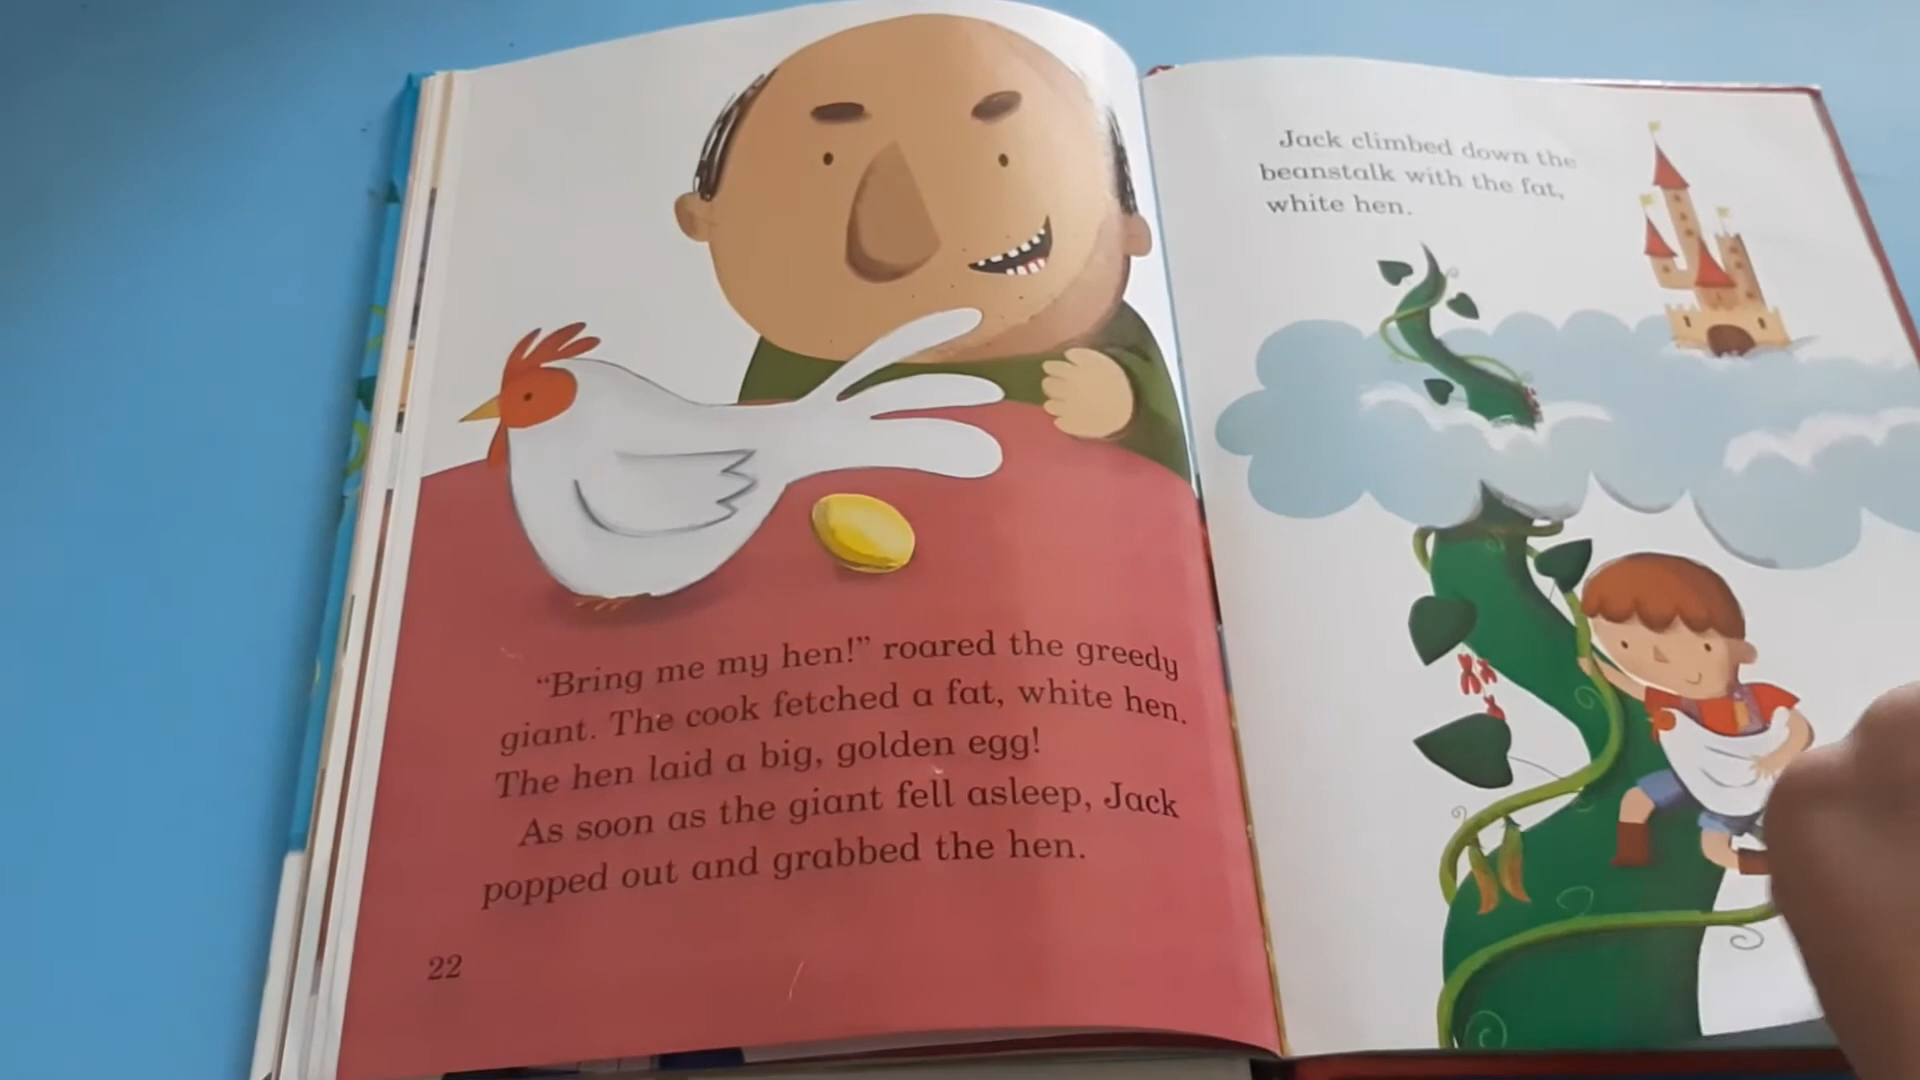 “Bring me my hen!” roared the greedy
giant. The cook fetched a fat, white hen.
The hen laid a big, golden egg!
As soon as the giant fell asleep, Jack
popped out and grabbed the hen.
22
Jack climbed down the
beanstalk with the fat,
white hen.